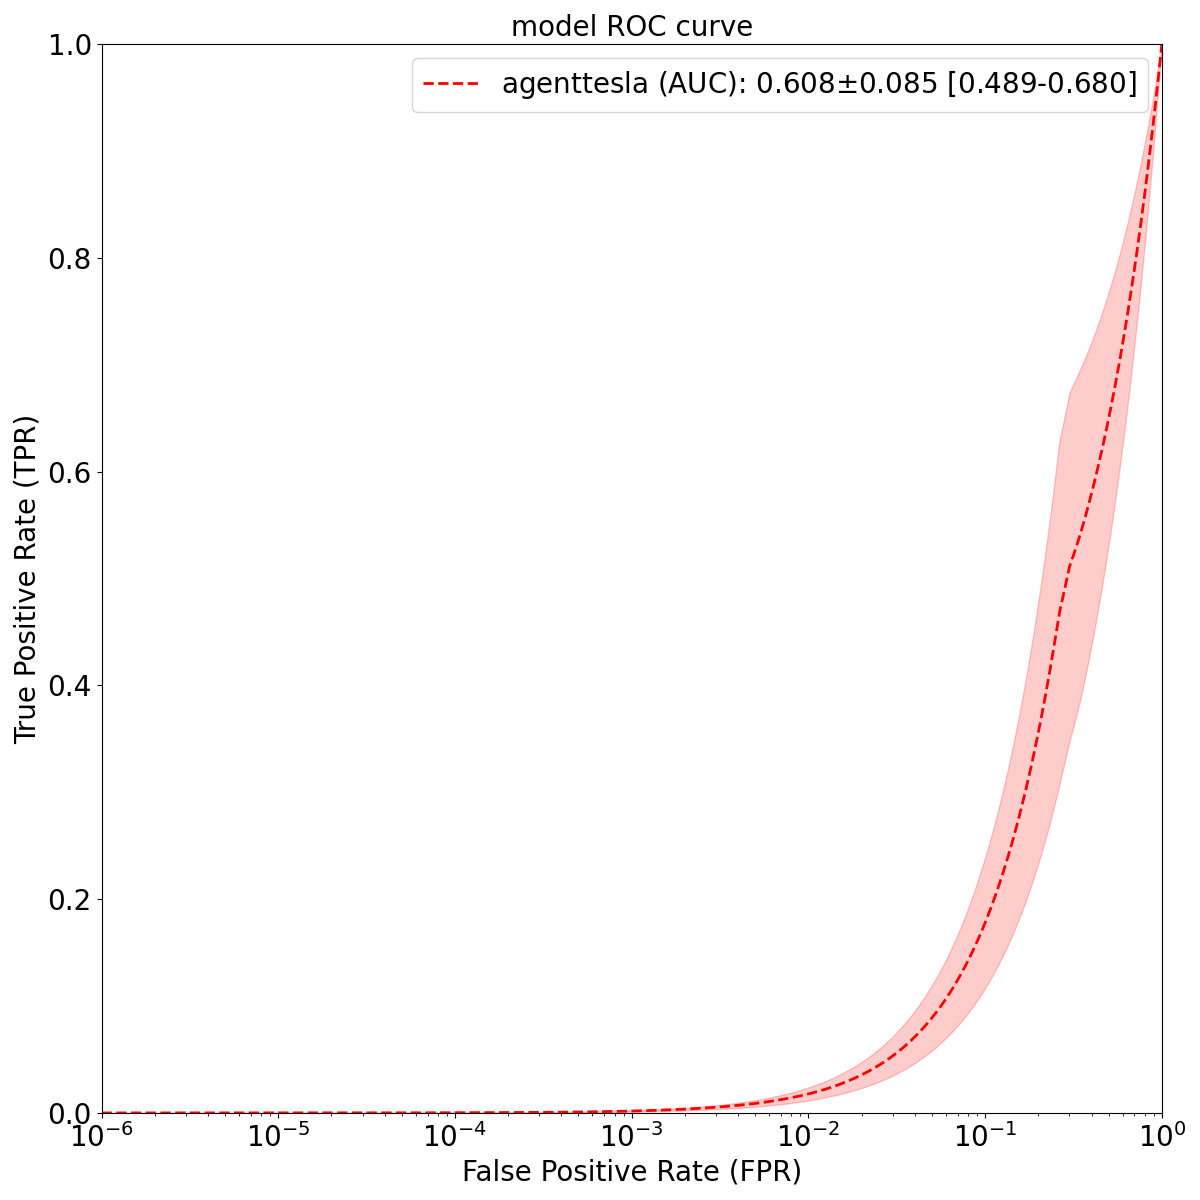 model ROC curve
agenttesla (AUC): 0.608±0.085 [0.489-0.680]
1.0
0.8
0.6
0.4
0.2
0.0
True Positive Rate (TPR)
10⁻⁶ 10⁻⁵ 10⁻⁴ 10⁻³ 10⁻² 10⁻¹ 10⁰
False Positive Rate (FPR)